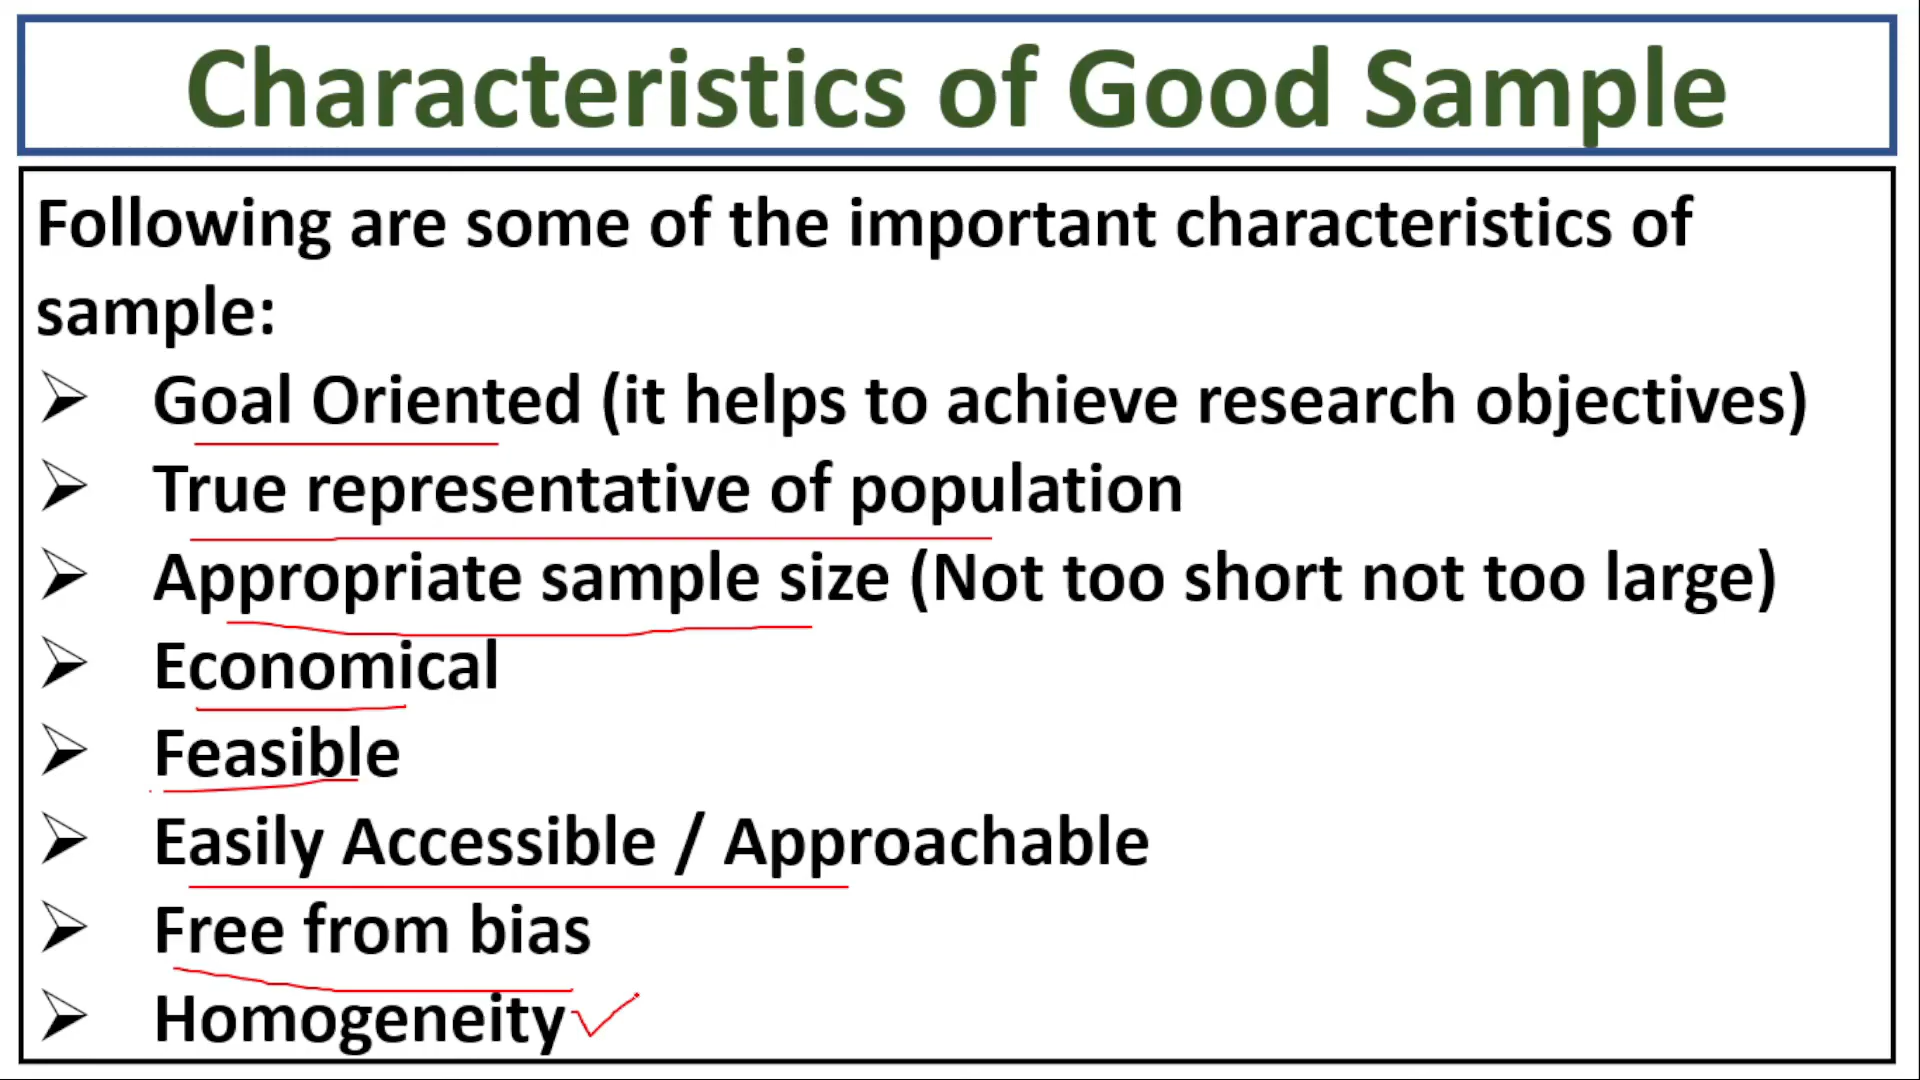 Characteristics of Good Sample
Following are some of the important characteristics of
sample:
Goal Oriented (it helps to achieve research objectives)
True representative of population
Appropriate sample size (Not too short not too large)
Economical
Feasible
Easily Accessible / Approachable
Free from bias
Homogeneity